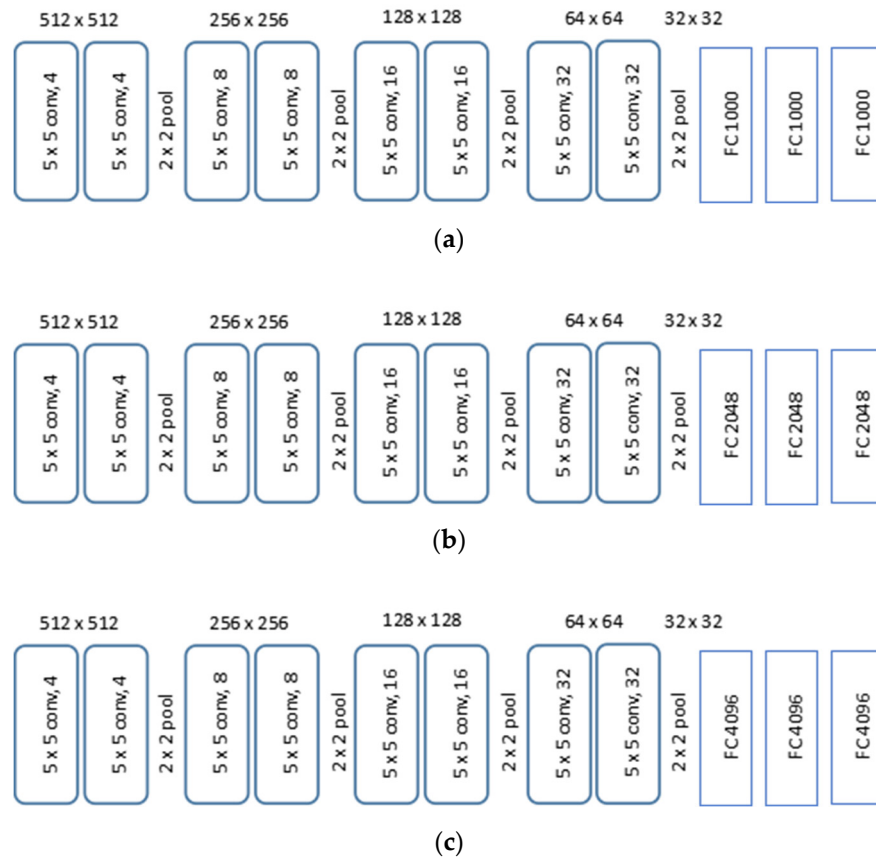 512 x 512 256 x 256 128 x 128 64 x 64 32 x 32
5 x 5 conv, 4
5 x 5 conv, 4
2 x 2 pool
5 x 5 conv, 8
5 x 5 conv, 8
2 x 2 pool
5 x 5 conv, 16
5 x 5 conv, 16
2 x 2 pool
5 x 5 conv, 32
5 x 5 conv, 32
2 x 2 pool
FC1000
FC1000
FC1000
(a)
512 x 512 256 x 256 128 x 128 64 x 64 32 x 32
5 x 5 conv, 4
5 x 5 conv, 4
2 x 2 pool
5 x 5 conv, 8
5 x 5 conv, 8
2 x 2 pool
5 x 5 conv, 16
5 x 5 conv, 16
2 x 2 pool
5 x 5 conv, 32
5 x 5 conv, 32
2 x 2 pool
FC2048
FC2048
FC2048
(b)
512 x 512 256 x 256 128 x 128 64 x 64 32 x 32
5 x 5 conv, 4
5 x 5 conv, 4
2 x 2 pool
5 x 5 conv, 8
5 x 5 conv, 8
2 x 2 pool
5 x 5 conv, 16
5 x 5 conv, 16
2 x 2 pool
5 x 5 conv, 32
5 x 5 conv, 32
2 x 2 pool
FC4096
FC4096
FC4096
(c)